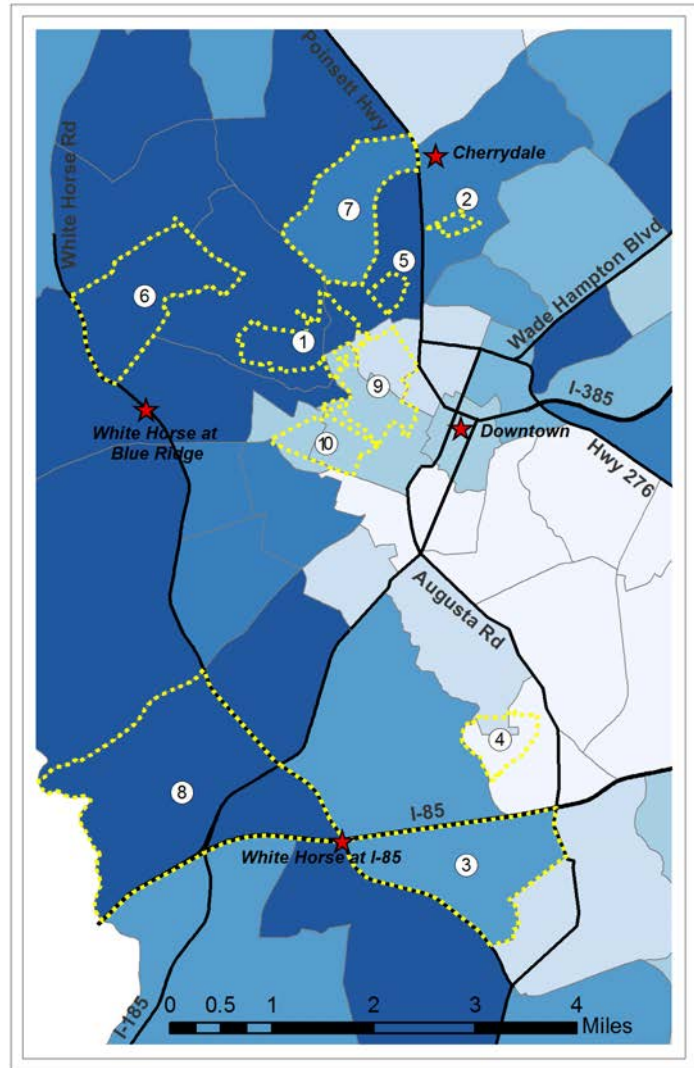 Poinsett Hwy
White Horse Rd
Cherrydale
2
7
Wade Hampton Blvd
5
6
1
9
I-385
White Horse at
Blue Ridge
10
Downtown
Hwy 276
Augusta Rd
4
8
I-85
White Horse at I-85
3
I-185
0 0.5 1 2 3 4
Miles